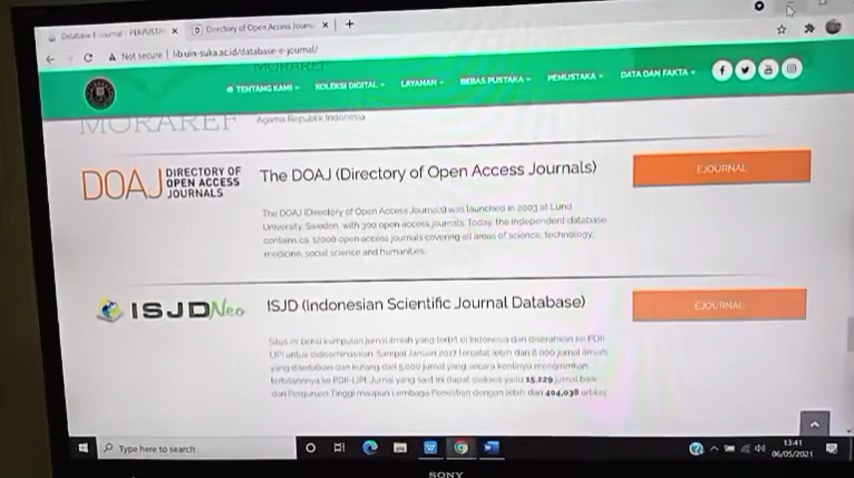 Database E-Journal - PERPUSTA
Directory of Open Access Journ
Not secure | lib.uin-suka.ac.id/database-e-journal/
TENTANG KAMI
KOLEKSI DIGITAL
LAYANAN
BEBAS PUSTAKA
PEMUSTAKA
DATA DAN FAKTA
MORAREF
Agama Republik Indonesia
DOAJ DIRECTORY OF
OPEN ACCESS
JOURNALS
The DOAJ (Directory of Open Access Journals)
EJOURNAL
The DOAJ (Directory of Open Access Journals) was launched in 2003 at Lund
University, Sweden, with 300 open access journals. Today, the independent database
contains ca. 12000 open access journals covering all areas of science, technology,
medicine, social science and humanities.
ISJD Neo
ISJD (Indonesian Scientific Journal Database)
EJOURNAL
Situs ini berisi kumpulan jurnal ilmiah yang terbit di Indonesia dan diserahkan ke PDII
LIPI untuk didiseminasikan. Sampai Januari 2017 tercatat lebih dari 8.000 jurnal ilmiah
yang diterbitkan dan kurang dari 5.000 jurnal yang secara kontinyu mengirimkan
terbitannya ke PDII-LIPI. Jurnal yang saat ini dapat diakses yaitu 15,229 jurnal baik
dari Perguruan Tinggi maupun Lembaga Penelitian dengan lebih dari 404,038 artikel
Type here to search
13:41
06/05/2021
SONY